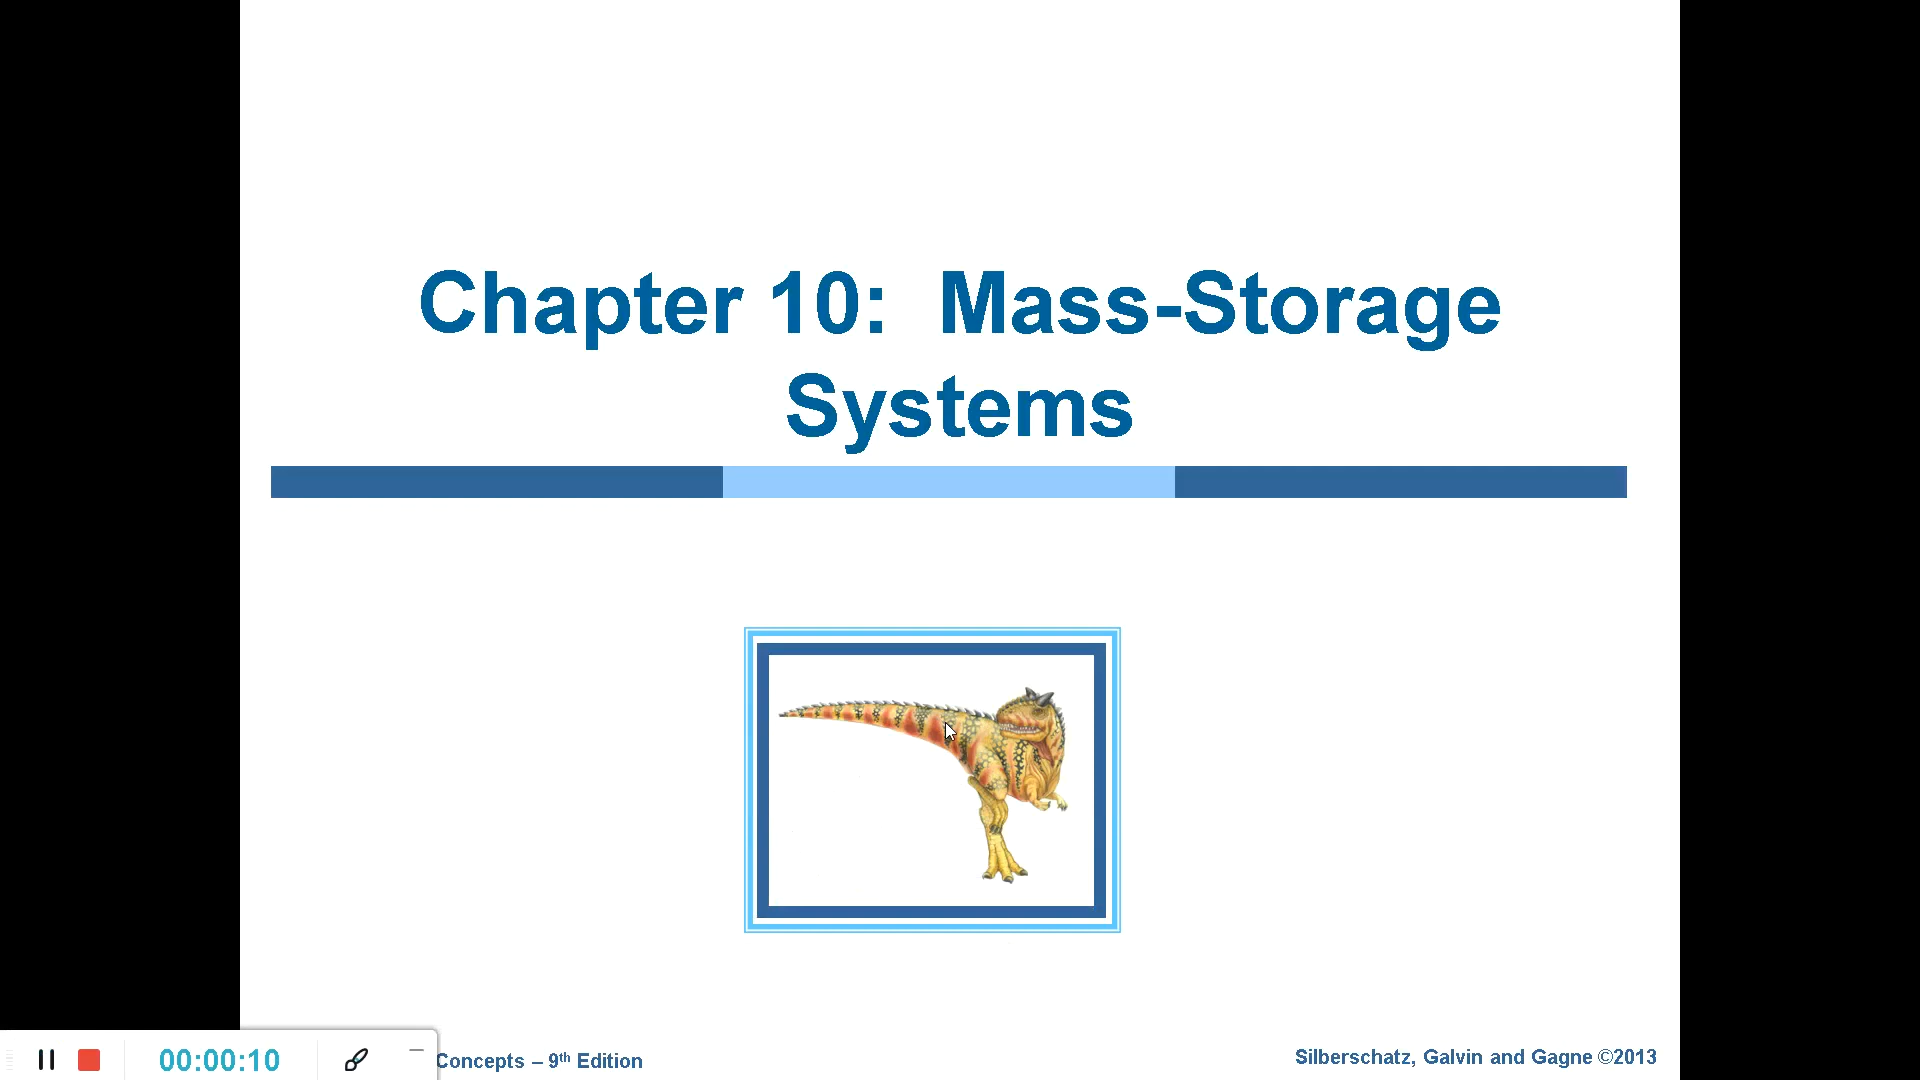 Chapter 10: Mass-Storage
Systems
00:00:10
Concepts – 9th Edition
Silberschatz, Galvin and Gagne ©2013